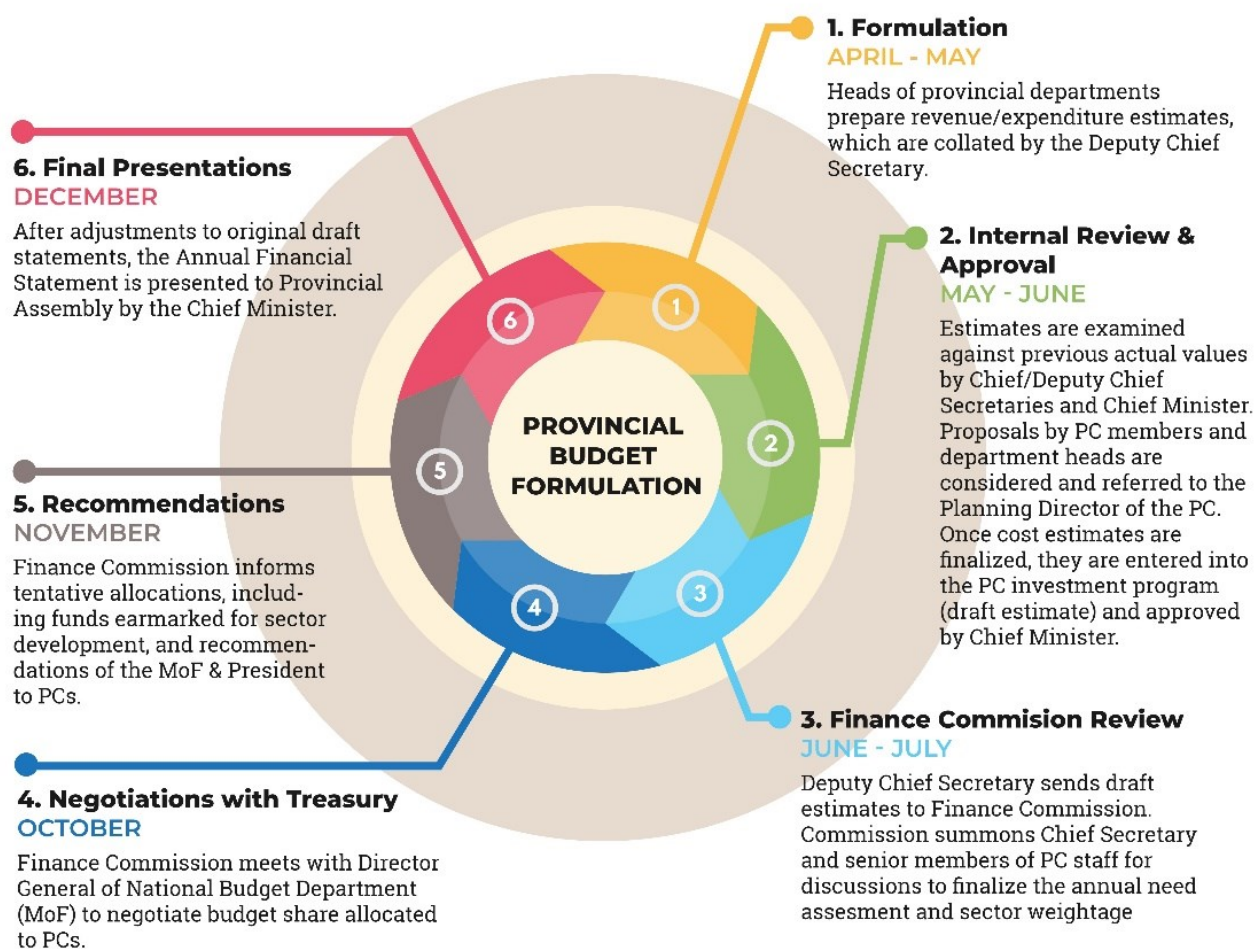 1. Formulation
APRIL - MAY
Heads of provincial departments
prepare revenue/expenditure estimates,
which are collated by the Deputy Chief
Secretary.
2. Internal Review &
Approval
MAY - JUNE
Estimates are examined
against previous actual values
by Chief/Deputy Chief
Secretaries and Chief Minister.
Proposals by PC members and
department heads are
considered and referred to the
Planning Director of the PC.
Once cost estimates are
finalized, they are entered into
the PC investment program
(draft estimate) and approved
by Chief Minister.
3. Finance Commision Review
JUNE - JULY
Deputy Chief Secretary sends draft
estimates to Finance Commission.
Commission summons Chief Secretary
and senior members of PC staff for
discussions to finalize the annual need
assesment and sector weightage
4. Negotiations with Treasury
OCTOBER
Finance Commission meets with Director
General of National Budget Department
(MoF) to negotiate budget share allocated
to PCs.
5. Recommendations
NOVEMBER
Finance Commission informs
tentative allocations, includ-
ing funds earmarked for sector
development, and recommen-
dations of the MoF & President
to PCs.
6. Final Presentations
DECEMBER
After adjustments to original draft
statements, the Annual Financial
Statement is presented to Provincial
Assembly by the Chief Minister.
PROVINCIAL
BUDGET
FORMULATION
1
2
3
4
5
6